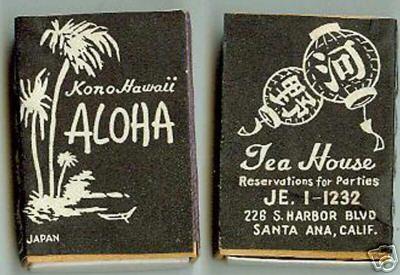 Kono Hawaii
ALOHA
JAPAN
河
野
Tea House
Reservations for Parties
JE. 1-1232
226 S. HARBOR BLVD
SANTA ANA, CALIF.